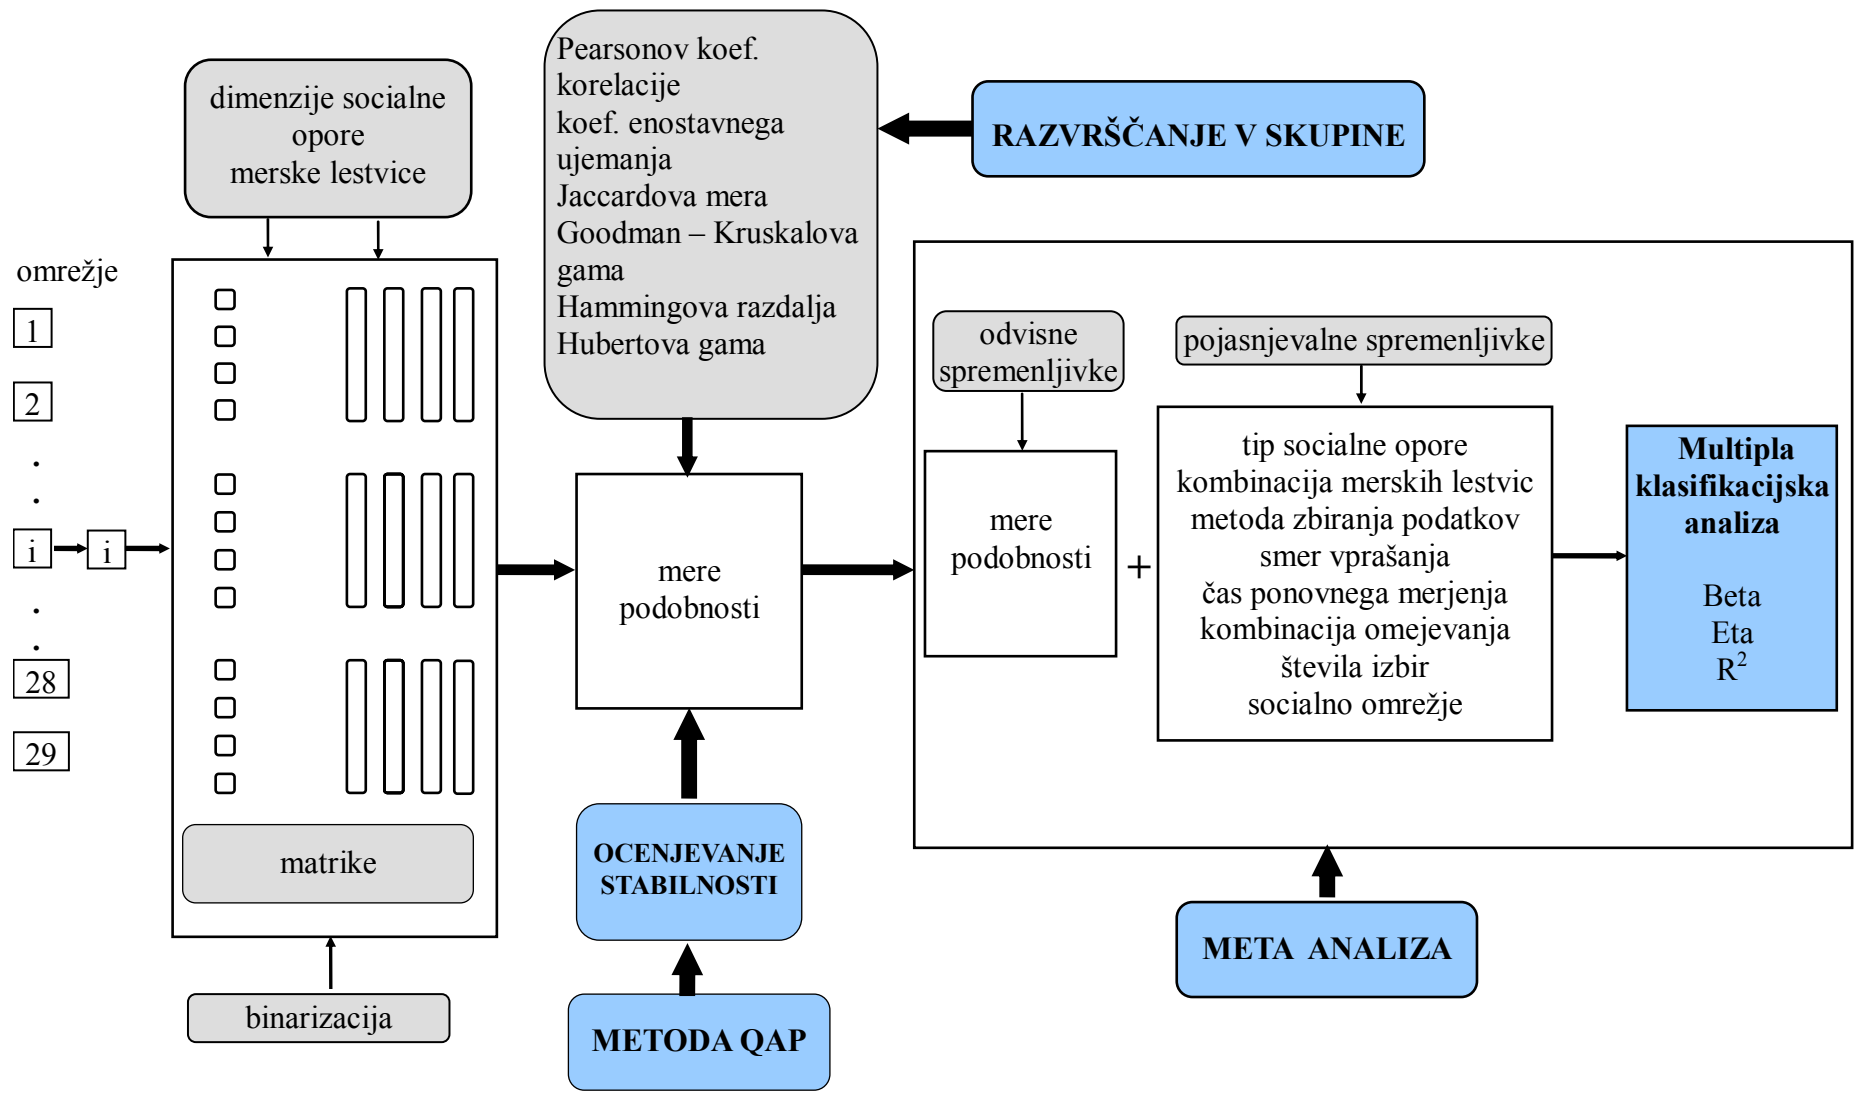 omrežje
1
2
.
.
i
i
.
.
28
29
dimenzije socialne
opore
merske lestvice
matrike
binarizacija
Pearsonov koef.
korelacije
koef. enostavnega
ujemanja
Jaccardova mera
Goodman – Kruskalova
gama
Hammingova razdalja
Hubertova gama
RAZVRŠČANJE V SKUPINE
mere
podobnosti
OCENJEVANJE
STABILNOSTI
METODA QAP
odvisne
spremenljivke
mere
podobnosti
+
pojasnjevalne spremenljivke
tip socialne opore
kombinacija merskih lestvic
metoda zbiranja podatkov
smer vprašanja
čas ponovnega merjenja
kombinacija omejevanja
števila izbir
socialno omrežje
Multipla
klasifikacijska
analiza
Beta
Eta
R²
META ANALIZA